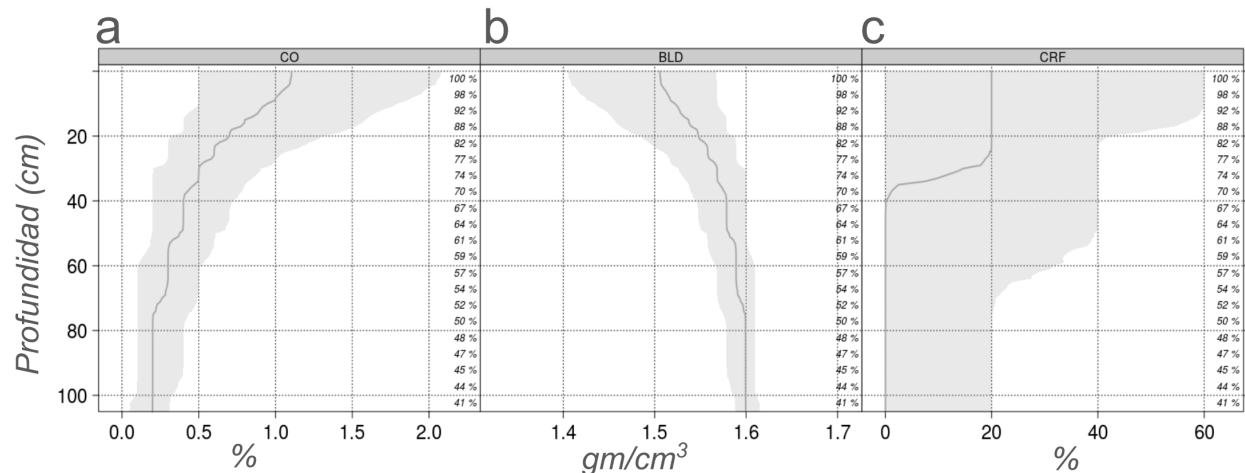 a b c
CO BLD CRF
100 % 100 % 100 %
98 % 98 % 98 %
92 % 92 % 92 %
88 % 88 % 88 %
20 82 % 82 % 82 %
77 % 77 % 77 %
74 % 74 % 74 %
70 % 70 % 70 %
40 67 % 67 % 67 %
64 % 64 % 64 %
61 % 61 % 61 %
59 % 59 % 59 %
60 57 % 57 % 57 %
54 % 54 % 54 %
52 % 52 % 52 %
50 % 50 % 50 %
80 48 % 48 % 48 %
47 % 47 % 47 %
45 % 45 % 45 %
44 % 44 % 44 %
100 41 % 41 % 41 %
Profundidad (cm)
0.0 0.5 1.0 1.5 2.0 1.4 1.5 1.6 1.7 0 20 40 60
% gm/cm³ %